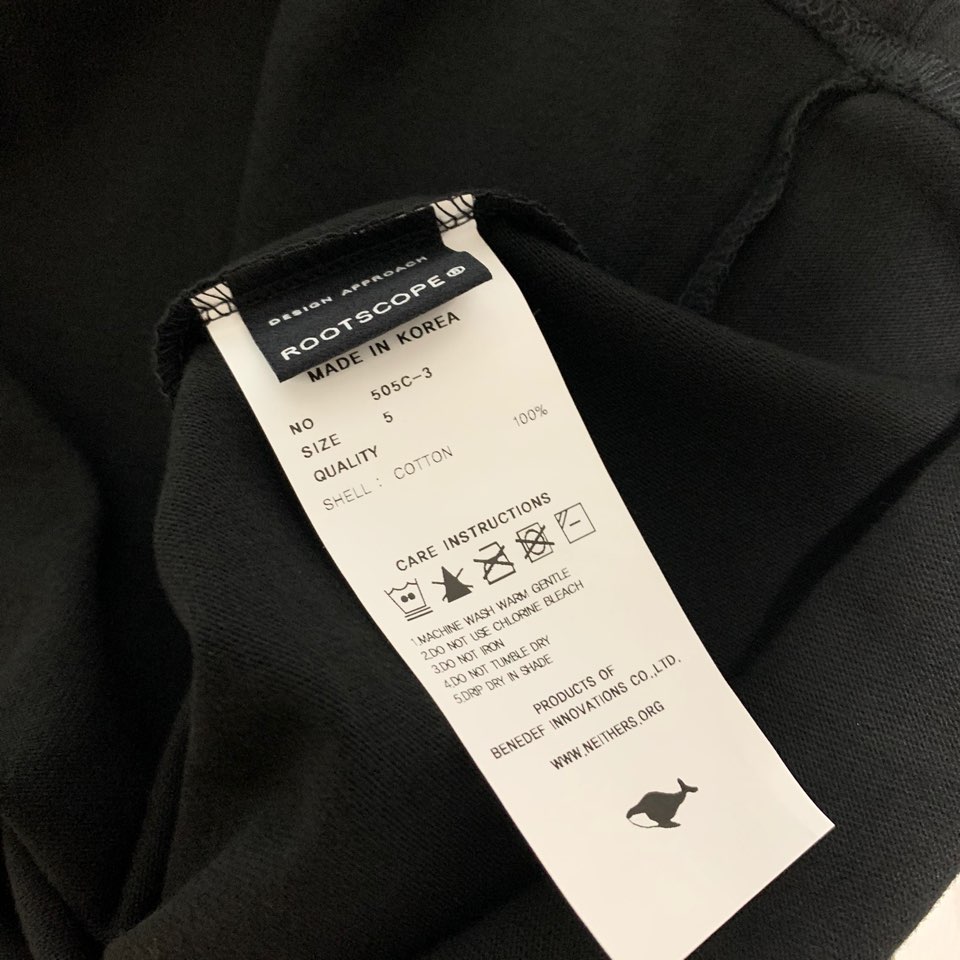 DESIGN APPROACH
ROOTSCOPE
MADE IN KOREA
NO 505C-3
SIZE 5
QUALITY
SHELL : COTTON 100%
CARE INSTRUCTIONS
1.MACHINE WASH WARM GENTLE
2.DO NOT USE CHLORINE BLEACH
3.DO NOT IRON
4.DO NOT TUMBLE DRY
5.DRIP DRY IN SHADE
PRODUCTS OF
BENEDEF INNOVATIONS CO.,LTD.
WWW.NEITHERS.ORG